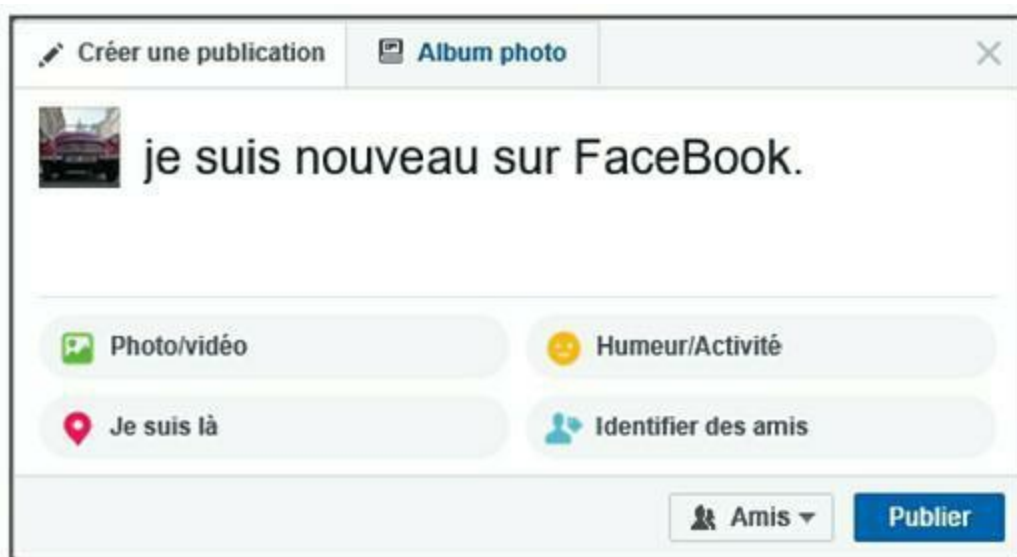 Créer une publication Album photo
je suis nouveau sur FaceBook.
Photo/vidéo Humeur/Activité
Je suis là Identifier des amis
Amis Publier